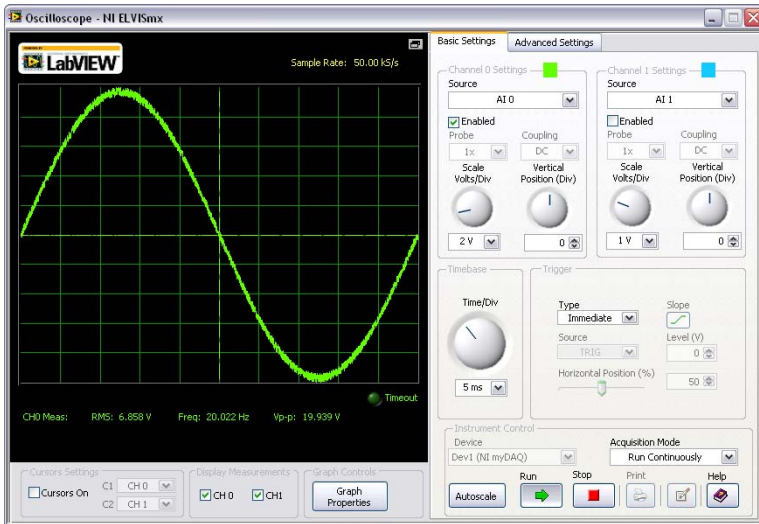 Oscilloscope - NI ELVISmx
LabVIEW
Sample Rate: 50.00 kS/s
Timeout
CH0 Meas: RMS: 6.858 V Freq: 20.022 Hz Vp-p: 19.939 V
Cursors Settings
Cursors On
C1 CH 0
C2 CH 1
Display Measurements
CH 0 CH1
Graph Controls
Graph
Properties
Basic Settings Advanced Settings
Channel 0 Settings
Source
AI 0
Enabled
Probe Coupling
1x DC
Scale Vertical
Volts/Div Position (Div)
2 V 0
Channel 1 Settings
Source
AI 1
Enabled
Probe Coupling
1x DC
Scale Vertical
Volts/Div Position (Div)
1 V 0
Timebase
Time/Div
5 ms
Trigger
Type Slope
Immediate
Source Level (V)
TRIG 0
Horizontal Position (%)
50
Instrument Control
Device Acquisition Mode
Dev1 (NI myDAQ) Run Continuously
Run Stop Print Log Help
Autoscale